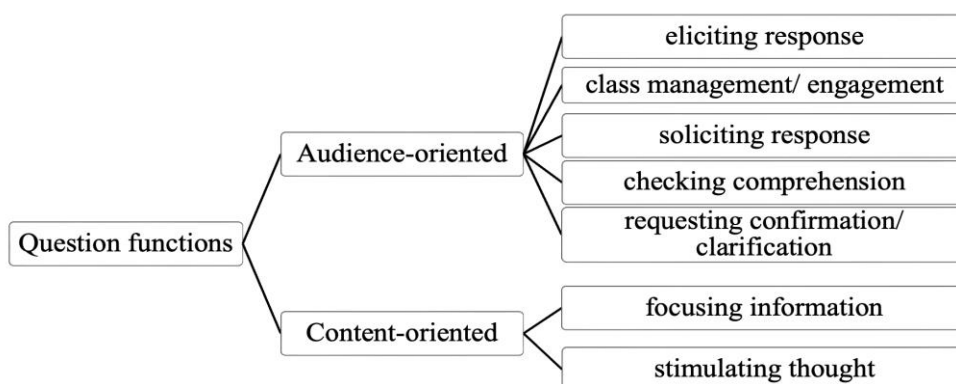 eliciting response
class management/ engagement
Audience-oriented
soliciting response
checking comprehension
requesting confirmation/
clarification
Question functions
Content-oriented
focusing information
stimulating thought